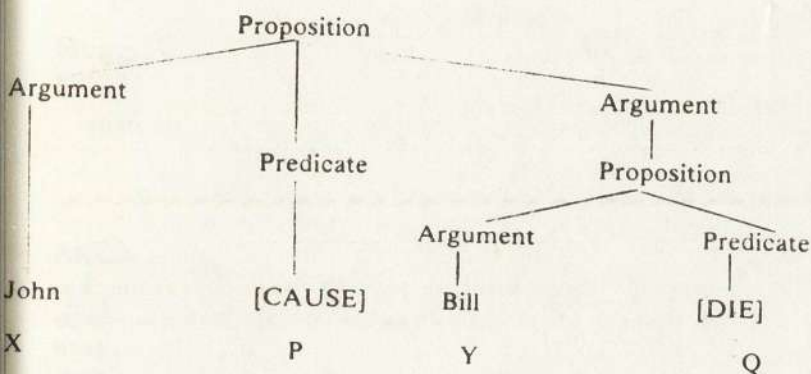 Proposition
Argument
Argument
Predicate
Proposition
Argument
Predicate
John [CAUSE] Bill [DIE]
X P Y Q